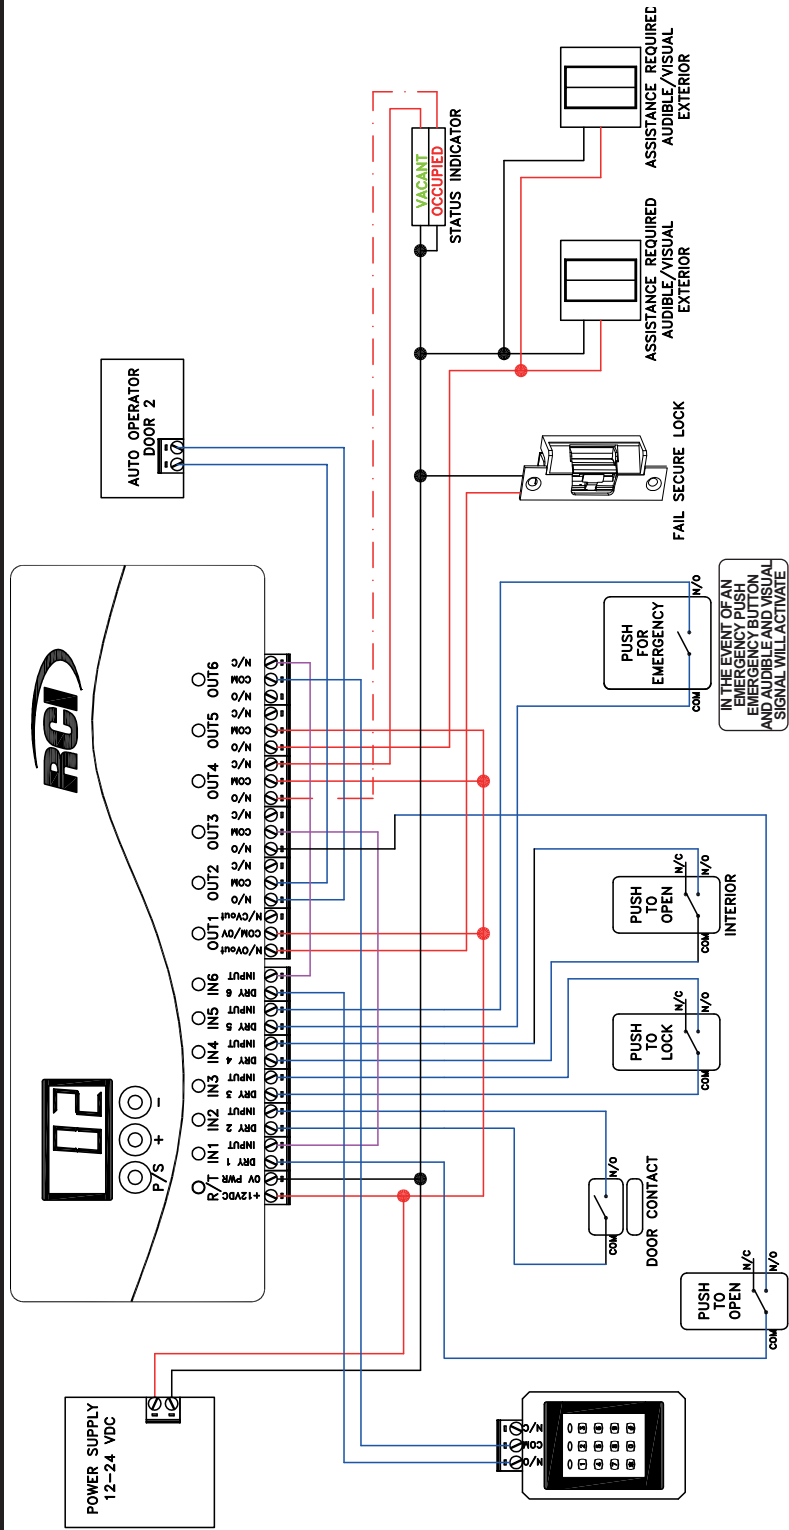 POWER SUPPLY
12-24 VDC
RCI
02
P/S
+
-
R/T
IN1
IN2
IN3
IN4
IN5
IN6
OUT1
OUT2
OUT3
OUT4
OUT5
OUT6
+12VDC
0V PWR
DRY 1
INPUT
DRY 2
INPUT
DRY 3
INPUT
DRY 4
INPUT
DRY 5
INPUT
DRY 6
INPUT
N/OVout
COM/0V
N/CVout
N/O
COM
N/C
N/O
COM
N/C
N/O
COM
N/C
N/O
COM
N/C
N/O
COM
N/C
AUTO OPERATOR
DOOR 2
VACANT
OCCUPIED
STATUS INDICATOR
ASSISTANCE REQUIRED
AUDIBLE/VISUAL
EXTERIOR
ASSISTANCE REQUIRED
AUDIBLE/VISUAL
EXTERIOR
FAIL SECURE LOCK
PUSH
FOR
EMERGENCY
COM
N/O
IN THE EVENT OF AN
EMERGENCY PUSH
EMERGENCY BUTTON
AND AUDIBLE AND VISUAL
SIGNAL WILL ACTIVATE
PUSH
TO
OPEN
COM
N/C
N/O
INTERIOR
PUSH
TO
LOCK
COM
N/C
N/O
COM
N/O
DOOR CONTACT
PUSH
TO
OPEN
COM
N/C
N/O
N/O
COM
N/C